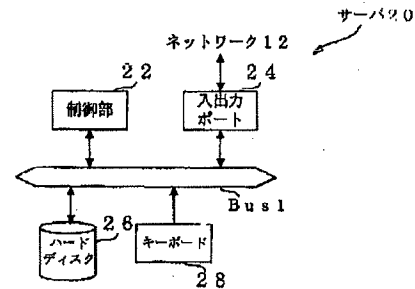 サーバ20
ネットワーク12
22
24
制御部
入出力
ポート
Bus1
26
ハード
ディスク
キーボード
28